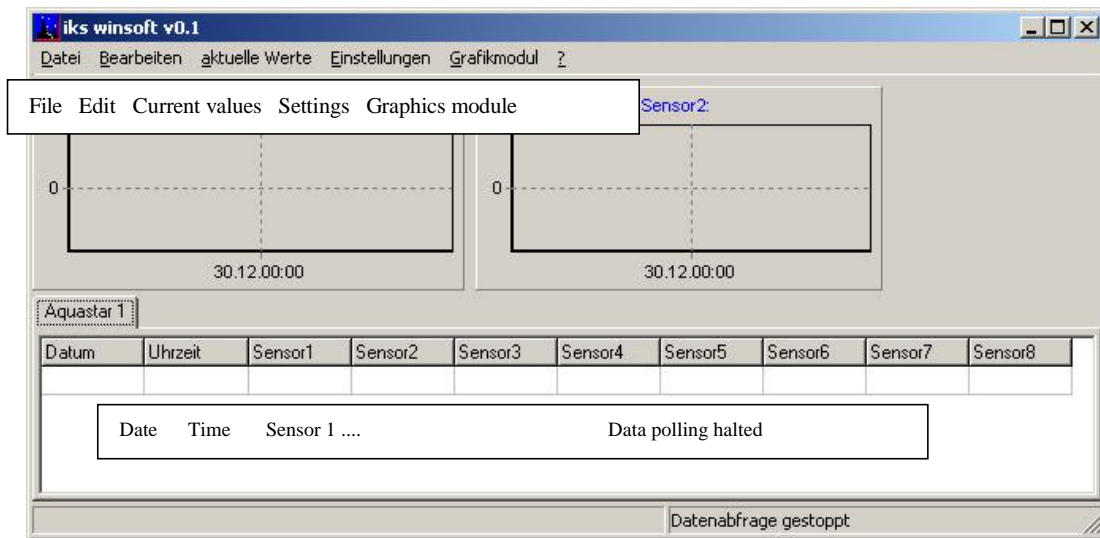 iks winsoft v0.1
Datei Bearbeiten aktuelle Werte Einstellungen Grafikmodul ?
File Edit Current values Settings Graphics module
Sensor2:
0 0
30.12.00:00 30.12.00:00
Aquastar 1
Datum Uhrzeit Sensor1 Sensor2 Sensor3 Sensor4 Sensor5 Sensor6 Sensor7 Sensor8
Date Time Sensor 1 .... Data polling halted
Datenabfrage gestoppt